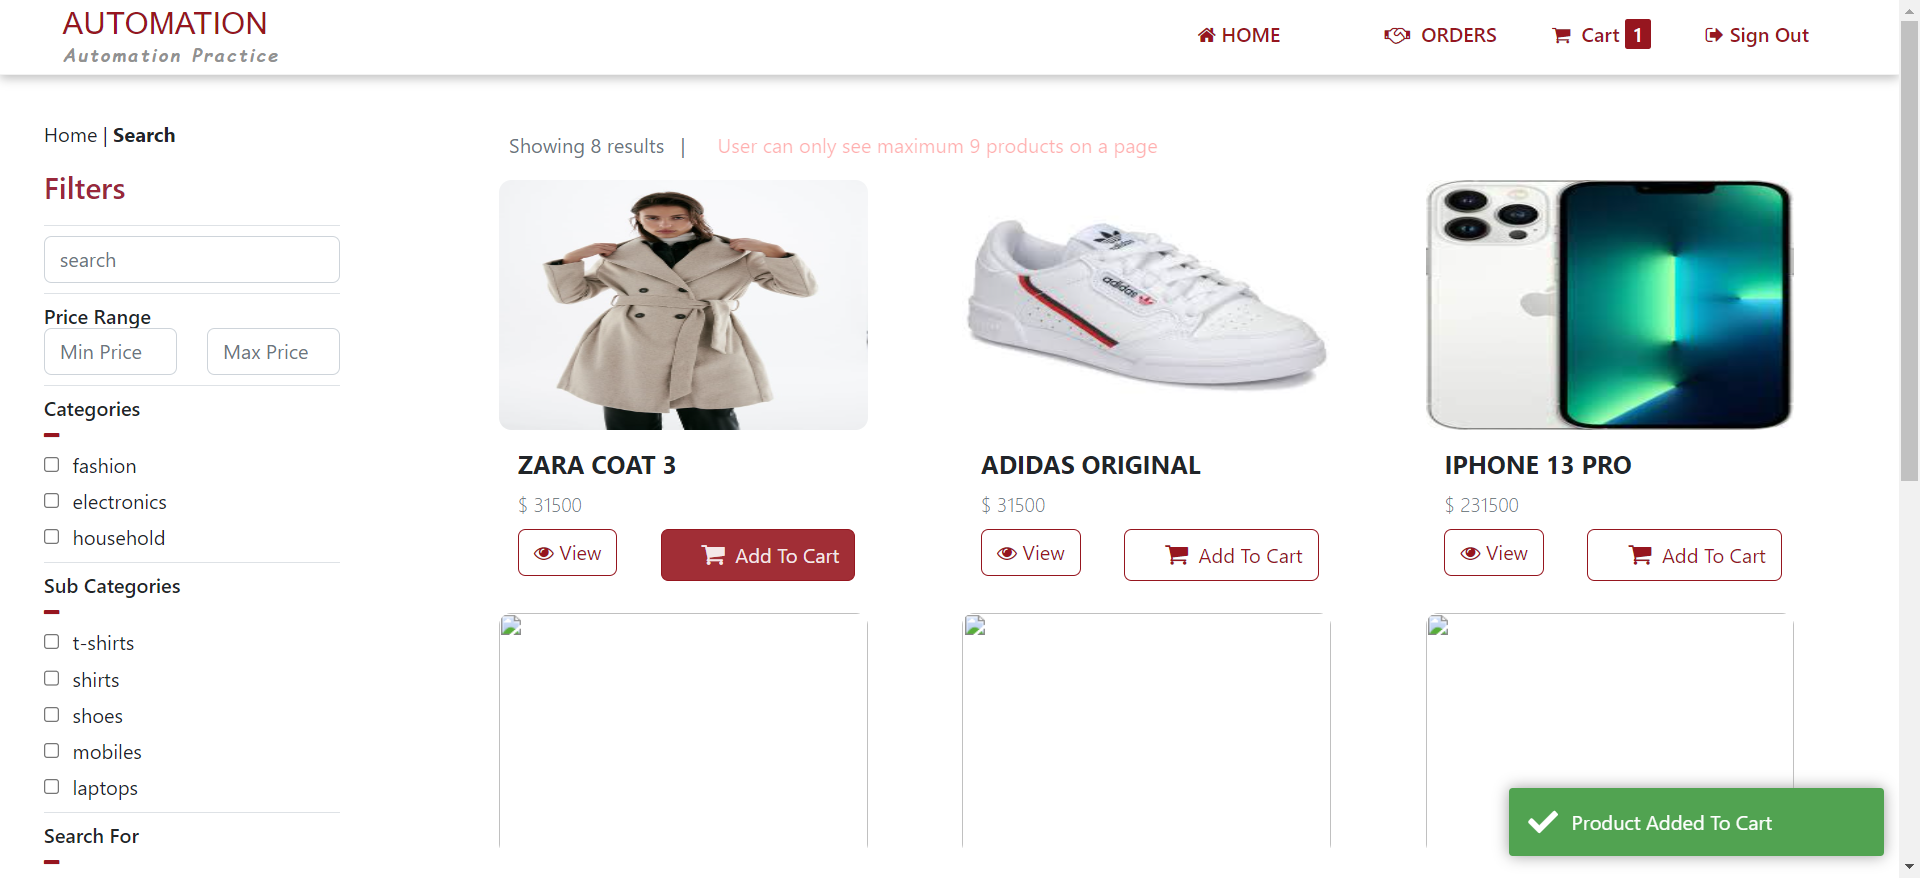 AUTOMATION
Automation Practice
HOME
ORDERS
Cart 1
Sign Out
Home | Search
Filters
search
Price Range
Min Price
Max Price
Categories
fashion
electronics
household
Sub Categories
t-shirts
shirts
shoes
mobiles
laptops
Search For
Showing 8 results |
User can only see maximum 9 products on a page
adidas
adidas
ZARA COAT 3
$ 31500
View
Add To Cart
ADIDAS ORIGINAL
$ 31500
View
Add To Cart
IPHONE 13 PRO
$ 231500
View
Add To Cart
Product Added To Cart